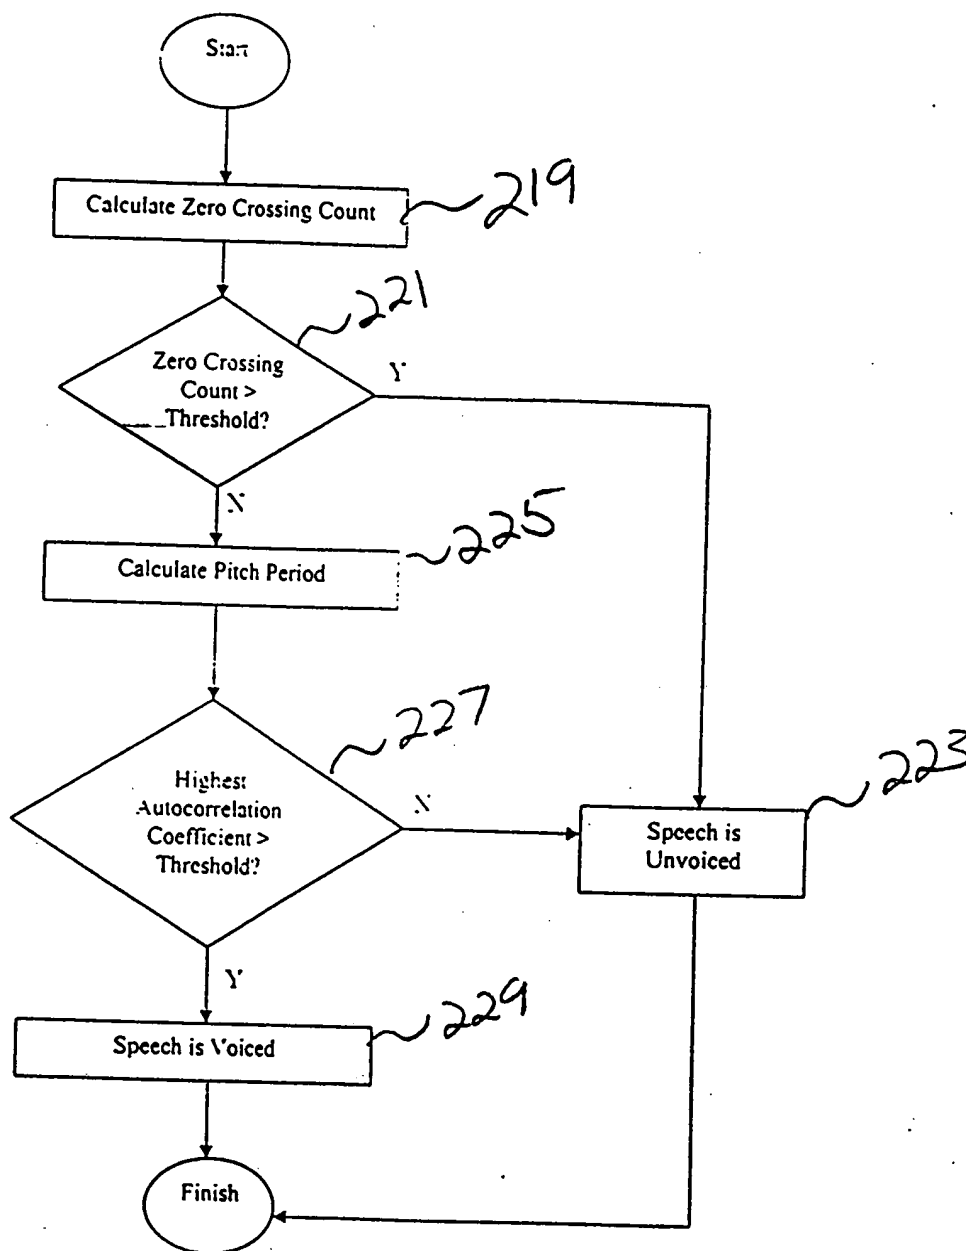 Start
Calculate Zero Crossing Count
219
221
Zero Crossing
Count >
Threshold?
Y
N
225
Calculate Pitch Period
227
Highest
Autocorrelation
Coefficient >
Threshold?
N
223
Speech is
Unvoiced
Y
229
Speech is Voiced
Finish